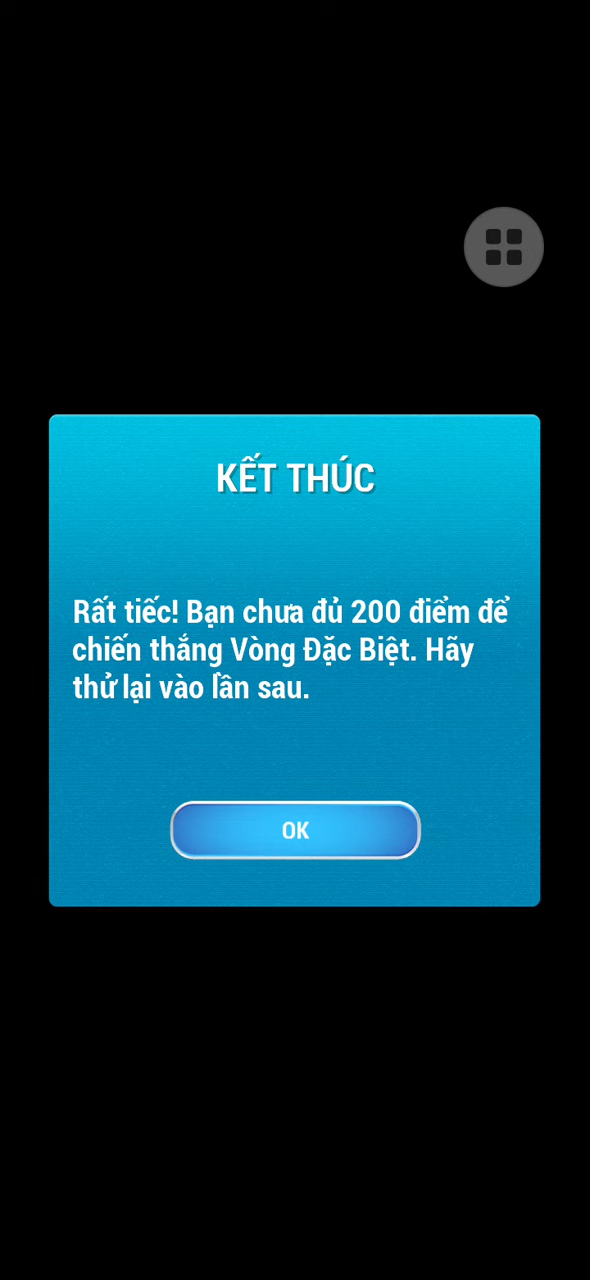 KẾT THÚC
Rất tiếc! Bạn chưa đủ 200 điểm để
chiến thắng Vòng Đặc Biệt. Hãy
thử lại vào lần sau.
OK